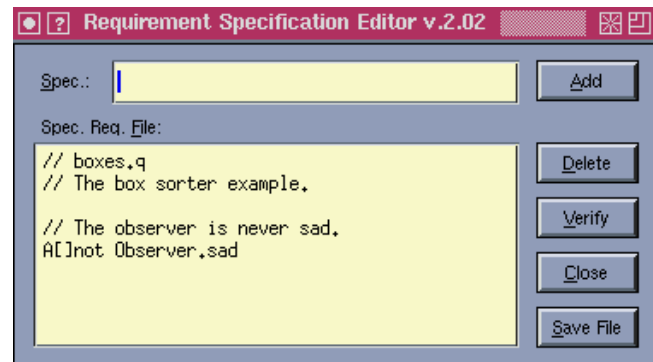 Requirement Specification Editor v.2.02
Spec.:
Add
Spec. Req. File:
// boxes.q
// The box sorter example.
// The observer is never sad.
A[]not Observer.sad
Delete
Verify
Close
Save File